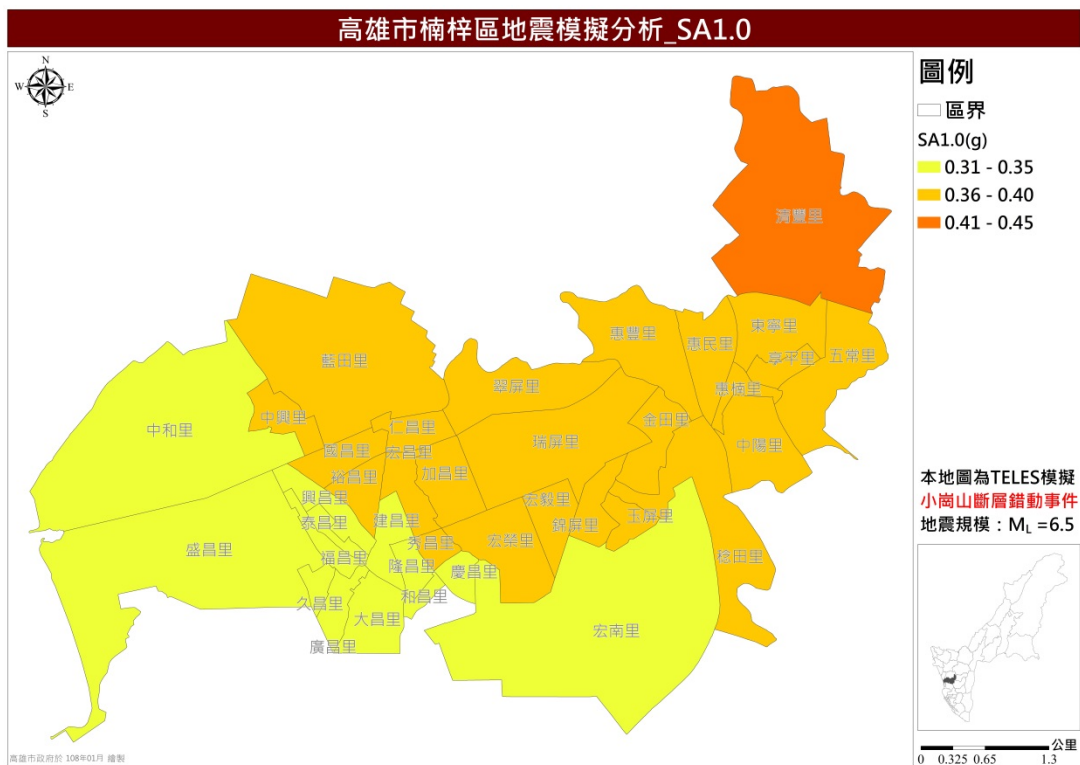 高雄市楠梓區地震模擬分析_SA1.0
N
W
E
S
圖例
區界
SA1.0(g)
0.31 - 0.35
0.36 - 0.40
0.41 - 0.45
清豐里
東寧里
惠豐里
惠民里
五常里
享平里
藍田里
翠屏里
惠楠里
中興里
仁昌里
金田里
中和里
瑞屏里
中陽里
國昌里
宏昌里
裕昌里
加昌里
興昌里
宏毅里
泰昌里
建昌里
錦屏里
玉屏里
盛昌里
秀昌里
宏榮里
福昌里
隆昌里
慶昌里
稔田里
久昌里
和昌里
大昌里
宏南里
廣昌里
本地圖為TELES模擬
小崗山斷層錯動事件
地震規模：ML =6.5
公里
0 0.325 0.65 1.3
高雄市政府於 108年01月 繪製